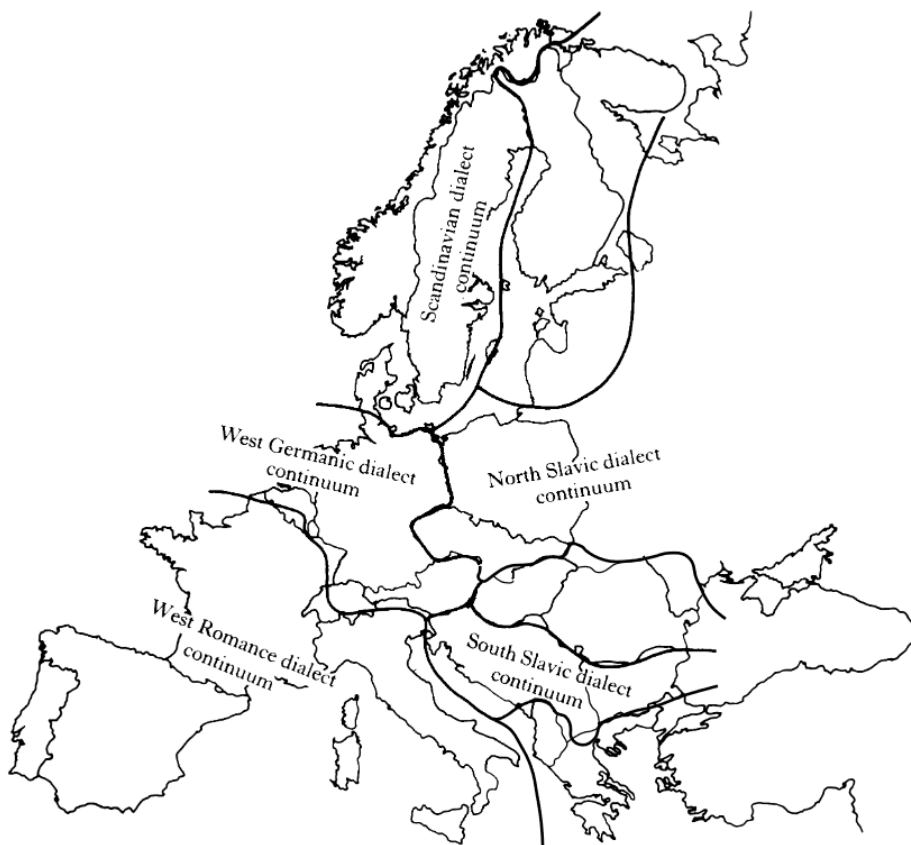 Scandinavian dialect
continuum
West Germanic dialect
continuum
North Slavic dialect
continuum
West Romance dialect
continuum
South Slavic dialect
continuum